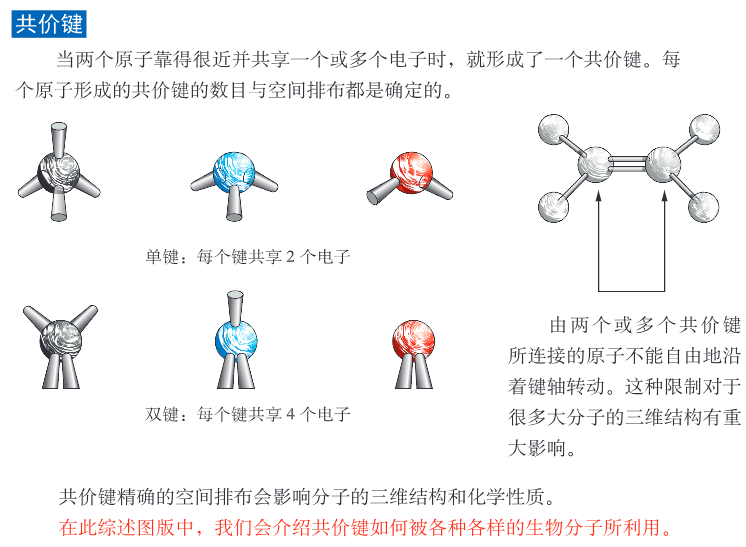 共价键
当两个原子靠得很近并共享一个或多个电子时，就形成了一个共价键。每
个原子形成的共价键的数目与空间排布都是确定的。
单键：每个键共享 2 个电子
双键：每个键共享 4 个电子
由两个或多个共价键
所连接的原子不能自由地沿
着键轴转动。这种限制对于
很多大分子的三维结构有重
大影响。
共价键精确的空间排布会影响分子的三维结构和化学性质。
在此综述图版中，我们会介绍共价键如何被各种各样的生物分子所利用。